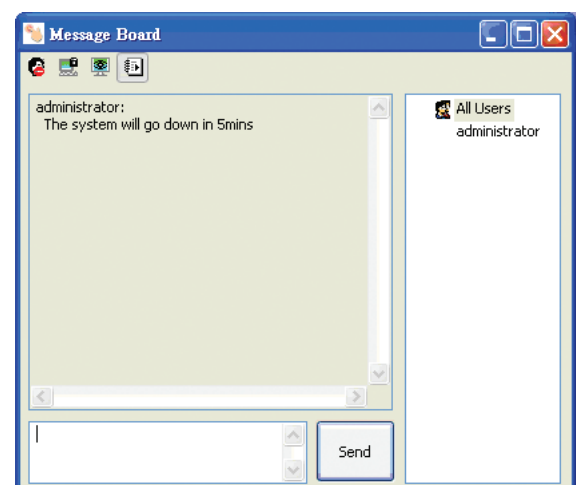 Message Board
administrator:
The system will go down in 5mins
All Users
administrator
Send